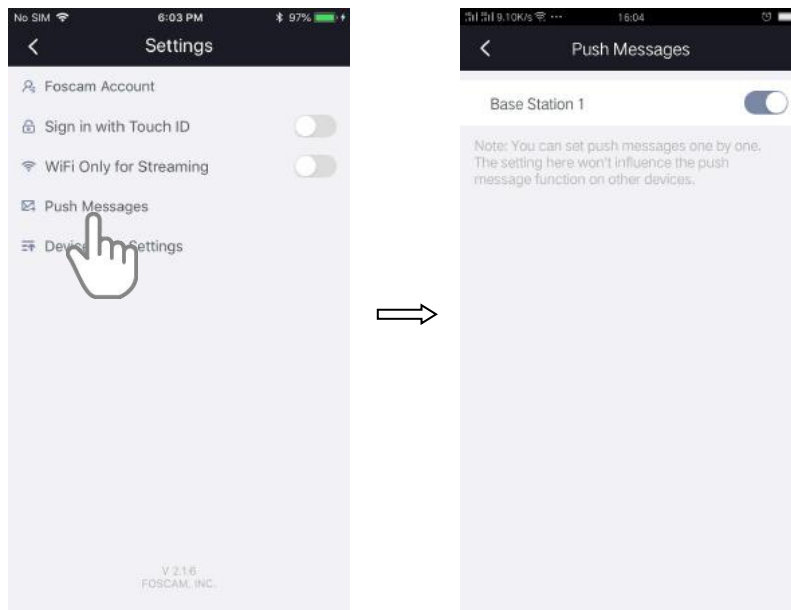 No SIM 6:03 PM 97%
Settings
Foscam Account
Sign in with Touch ID
WiFi Only for Streaming
Push Messages
Settings
V 2.1.6
FOSCAM, INC.
9.10K/s 16:04
Push Messages
Base Station 1
Note: You can set push messages one by one.
The setting here won't influence the push
message function on other devices.